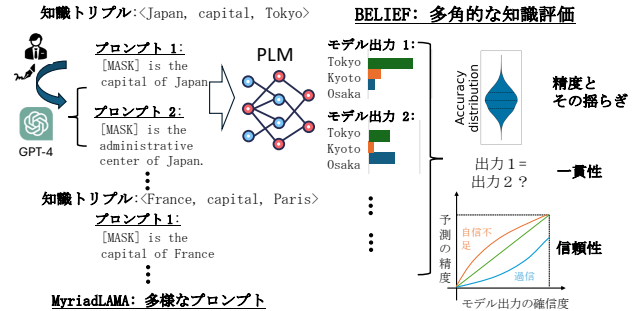 知識トリプル:<Japan, capital, Tokyo>
プロンプト 1:
[MASK] is the
capital of Japan
プロンプト 2:
[MASK] is the
administrative
center of Japan.
GPT-4
知識トリプル:<France, capital, Paris>
プロンプト1:
[MASK] is the
capital of France
MyriadLAMA: 多様なプロンプト
PLM
BELIEF: 多角的な知識評価
モデル出力 1:
Tokyo
Kyoto
Osaka
モデル出力 2:
Tokyo
Kyoto
Osaka
Accuracy
distribution
精度と
その揺らぎ
出力1=
出力2?
一貫性
予測の精度
自信不
足
過信
モデル出力の確信度
信頼性